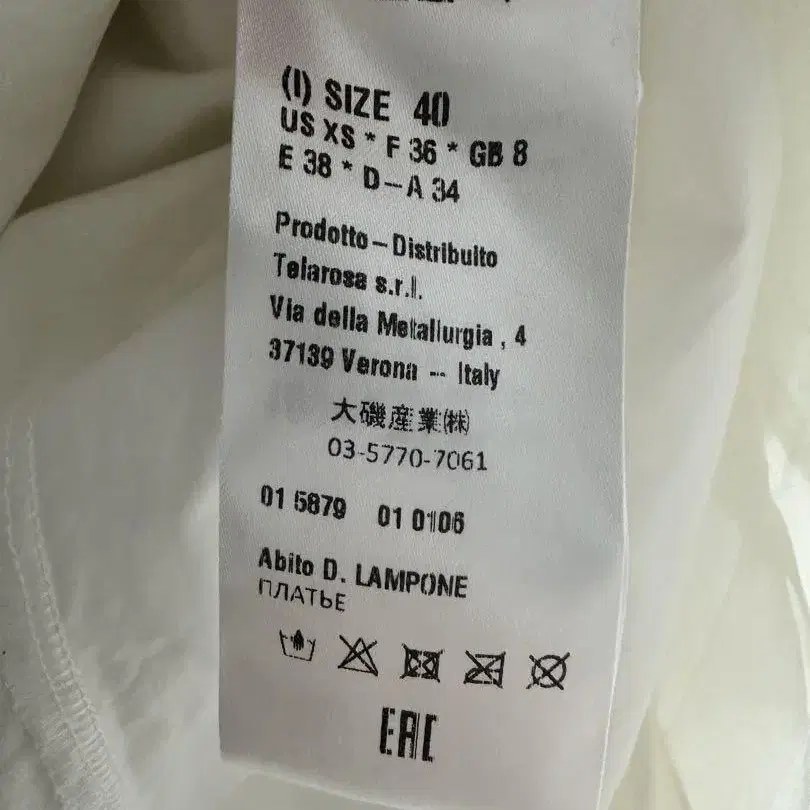 (I) SIZE 40
US XS * F 36 * GB 8
E 38 * D-A 34
Prodotto - Distribuito
Telarosa s.r.l.
Via della Metallurgia , 4
37139 Verona -- Italy
大磯産業㈱
03-5770-7061
01 5879 01 0106
Abito D. LAMPONE
ПЛАТЬЕ
EAC